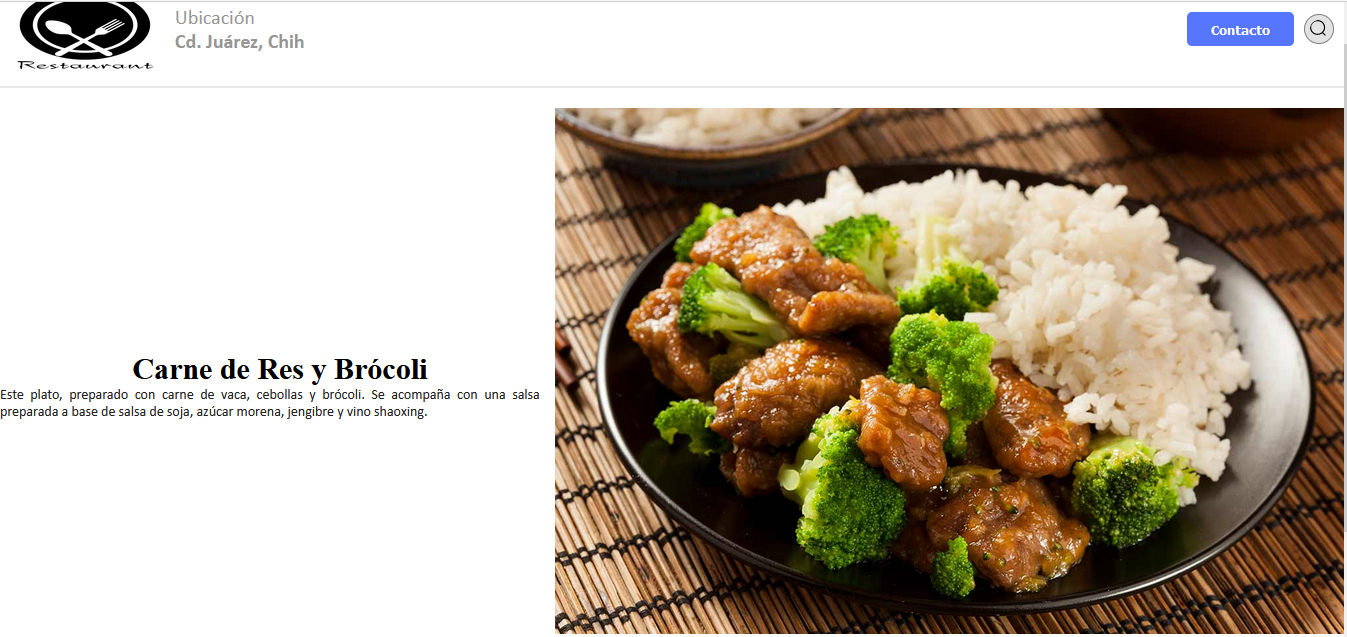 Restaurant
Ubicación
Cd. Juárez, Chih
Contacto
Carne de Res y Brócoli
Este plato, preparado con carne de vaca, cebollas y brócoli. Se acompaña con una salsa
preparada a base de salsa de soja, azúcar morena, jengibre y vino shaoxing.